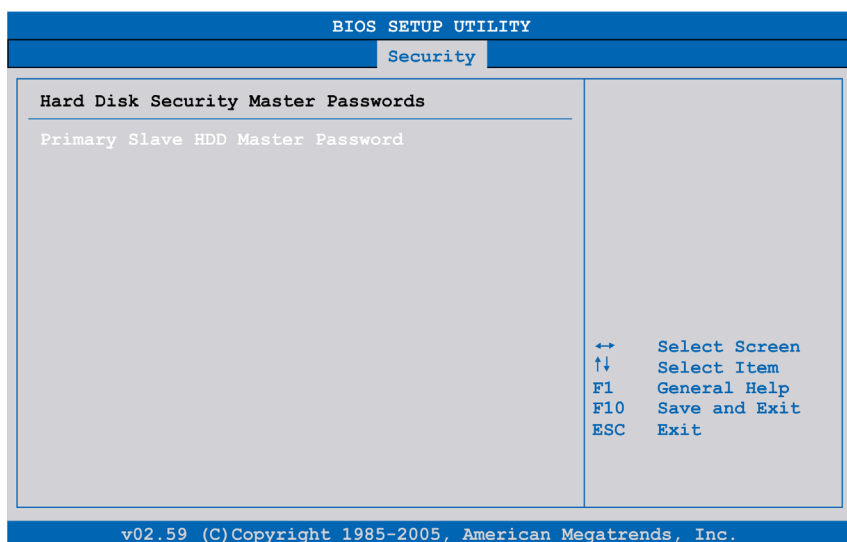 BIOS SETUP UTILITY
Security
Hard Disk Security Master Passwords
Primary Slave HDD Master Password
↔ Select Screen
↑↓ Select Item
F1 General Help
F10 Save and Exit
ESC Exit
v02.59 (C)Copyright 1985-2005, American Megatrends, Inc.